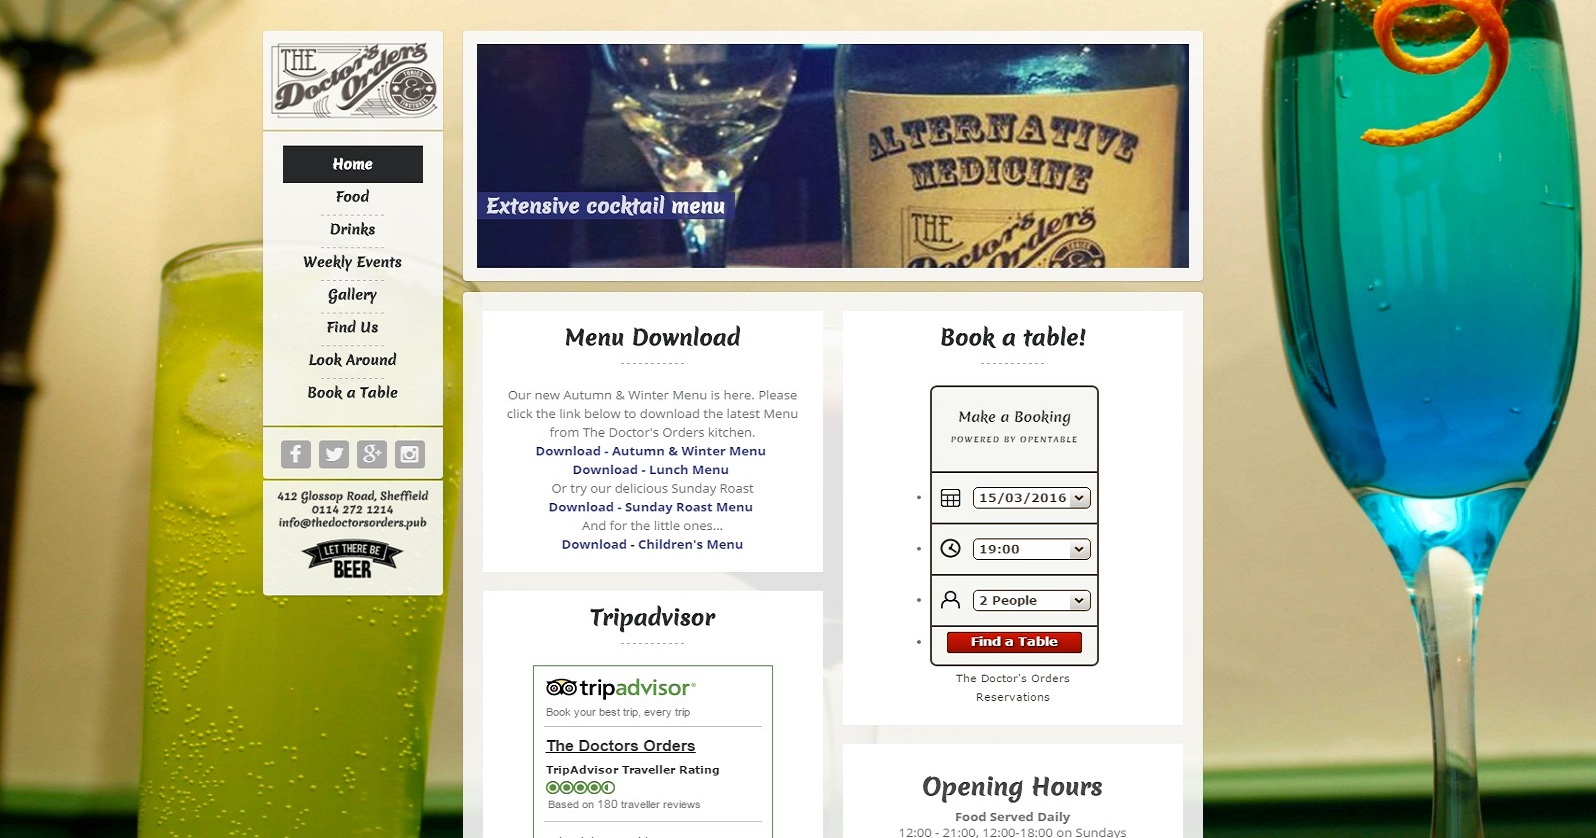 THE
Doctor's
Orders
TONICS
&
TINCTURES
Home
Food
Drinks
Weekly Events
Gallery
Find Us
Look Around
Book a Table
412 Glossop Road, Sheffield
0114 272 1214
info@thedoctorsorders.pub
LET THERE BE
BEER
ALTERNATIVE
MEDICINE
THE
Doctor's
Orders
Extensive cocktail menu
Menu Download
Our new Autumn & Winter Menu is here. Please
click the link below to download the latest Menu
from The Doctor's Orders kitchen.
Download - Autumn & Winter Menu
Download - Lunch Menu
Or try our delicious Sunday Roast
Download - Sunday Roast Menu
And for the little ones...
Download - Children's Menu
Tripadvisor
tripadvisor®
Book your best trip, every trip
The Doctors Orders
TripAdvisor Traveller Rating
Based on 180 traveller reviews
Book a table!
Make a Booking
POWERED BY OPENTABLE
15/03/2016
19:00
2 People
Find a Table
The Doctor's Orders
Reservations
Opening Hours
Food Served Daily
12:00 - 21:00, 12:00-18:00 on Sundays